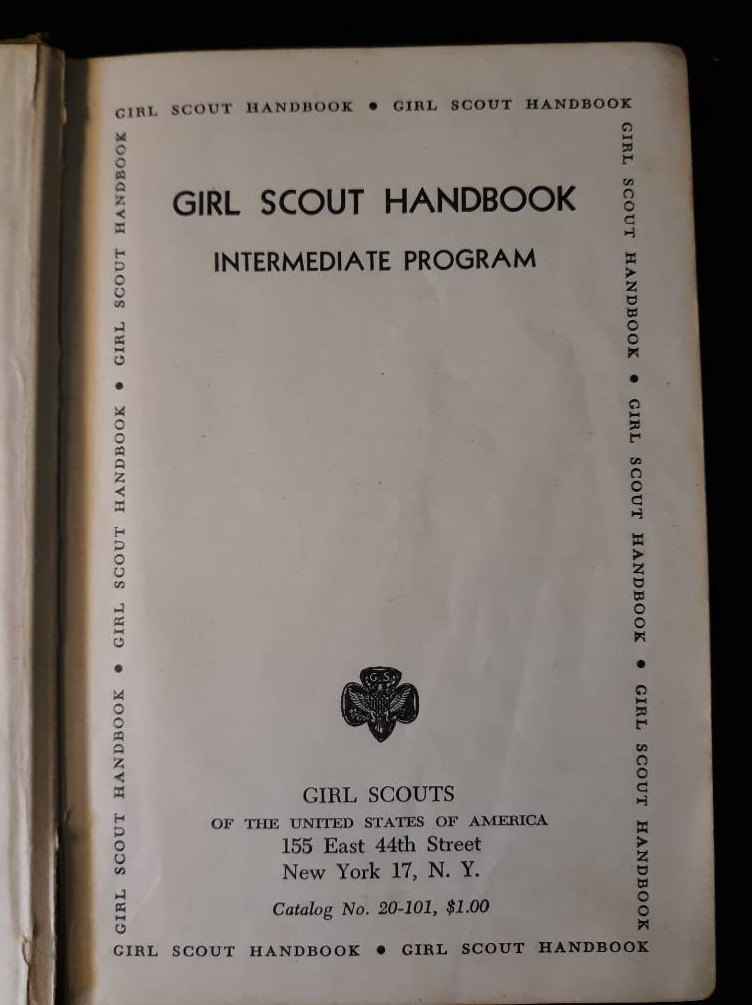 GIRL SCOUT HANDBOOK • GIRL SCOUT HANDBOOK
GIRL SCOUT HANDBOOK • GIRL SCOUT HANDBOOK • GIRL SCOUT HANDBOOK
GIRL SCOUT HANDBOOK
INTERMEDIATE PROGRAM
G.S.
GIRL SCOUTS
OF THE UNITED STATES OF AMERICA
155 East 44th Street
New York 17, N. Y.
Catalog No. 20-101, $1.00
GIRL SCOUT HANDBOOK • GIRL SCOUT HANDBOOK • GIRL SCOUT HANDBOOK
GIRL SCOUT HANDBOOK • GIRL SCOUT HANDBOOK